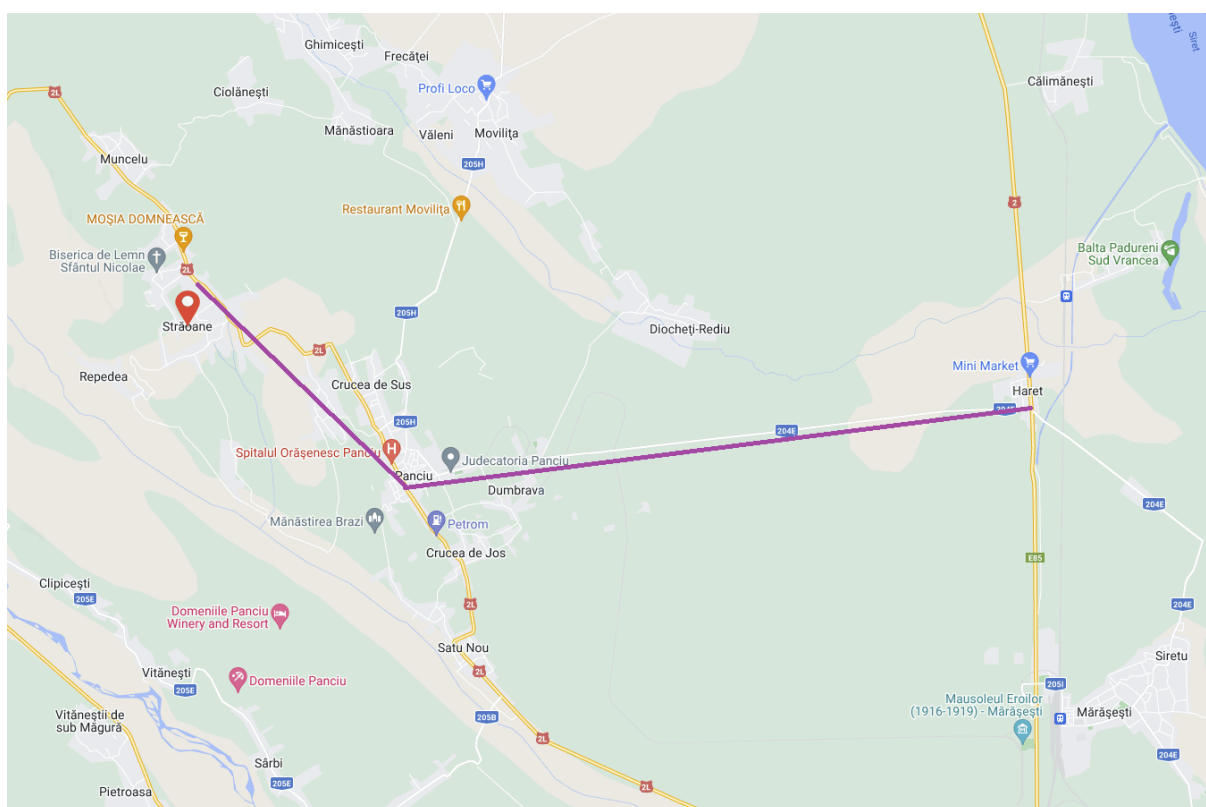 Ghimicești
Frecăței
Siret
Profi Loco
Călimănești
Ciolănești
2L
Mănăstioara
Văleni
Movilița
Muncelu
205H
2
Restaurant Movilița
MOȘIA DOMNEASCĂ
Biserica de Lemn
Sfântul Nicolae
2L
Balta Padureni
Sud Vrancea
205H
Străoane
Diocheți-Rediu
2L
Mini Market
Repedea
Crucea de Sus
Haret
205H
204E
Spitalul Orășenesc Panciu
H
Judecatoria Panciu
Panciu
Dumbrava
204E
Mănăstirea Brazi
Petrom
Crucea de Jos
E85
Clipicești
205E
2L
204E
Domeniile Panciu
Winery and Resort
Satu Nou
Siretu
Vitănești
2L
Domeniile Panciu
205E
205I
Mausoleul Eroilor
(1916-1919) - Mărășești
Mărășești
Vităneștii de
sub Măgură
205B
2L
204E
Sârbi
205E
2L
Pietroasa